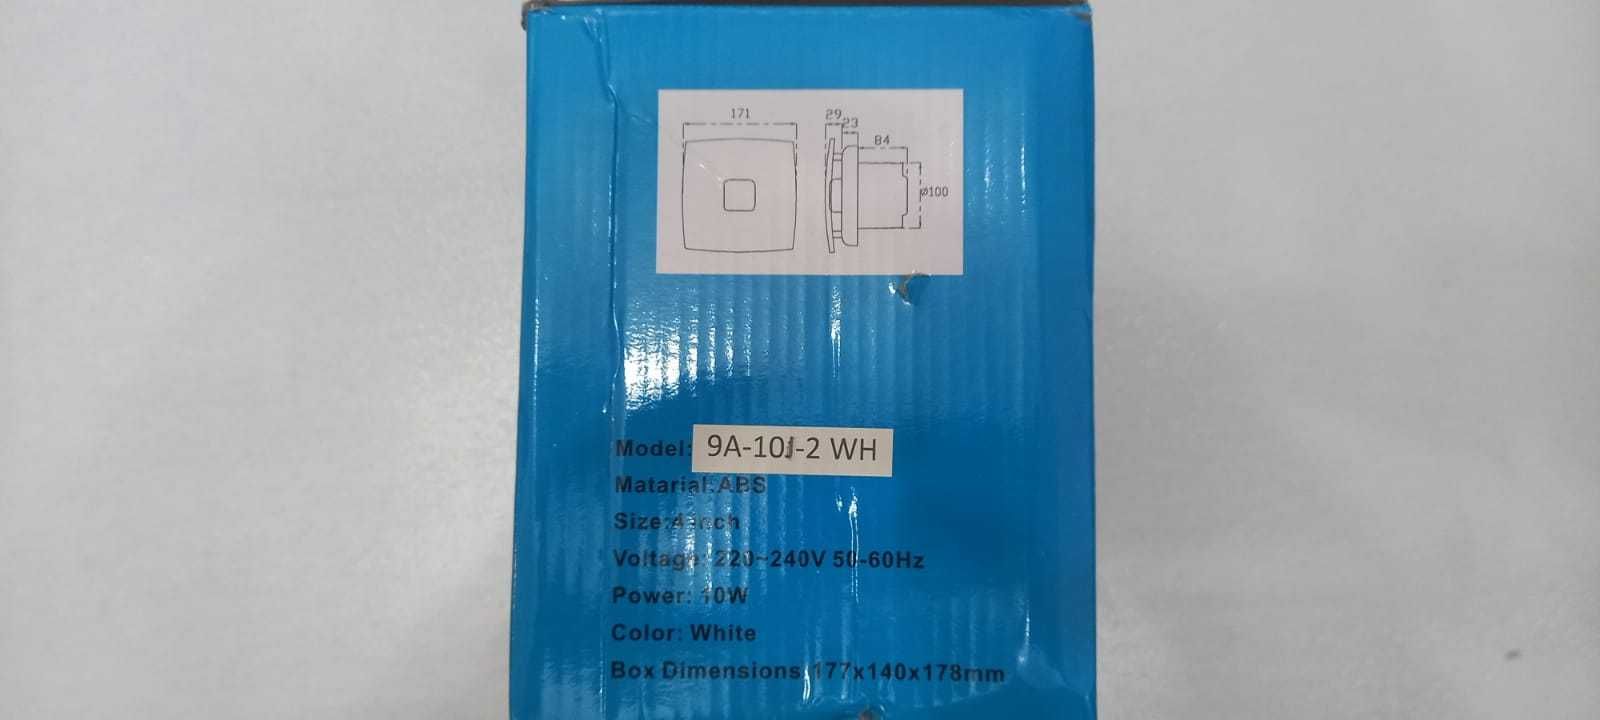 171
29
23
84
ø100
Model: 9A-101-2 WH
Matarial:ABS
Size:4 inch
Voltage: 220~240V 50-60Hz
Power: 10W
Color: White
Box Dimensions:177x140x178mm